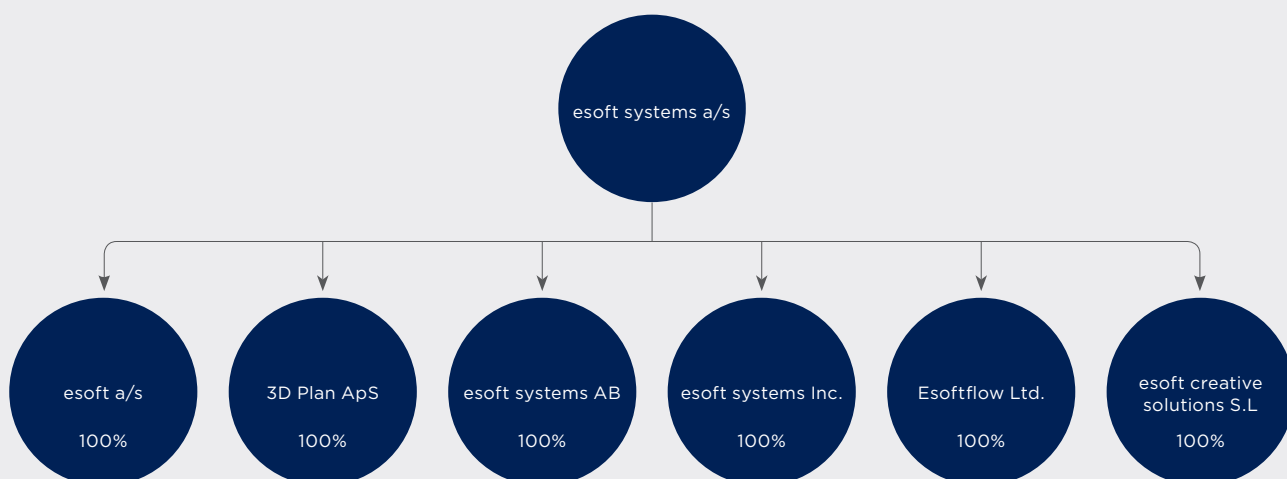 esoft systems a/s
esoft a/s
100%
3D Plan ApS
100%
esoft systems AB
100%
esoft systems Inc.
100%
Esoftflow Ltd.
100%
esoft creative
solutions S.L
100%